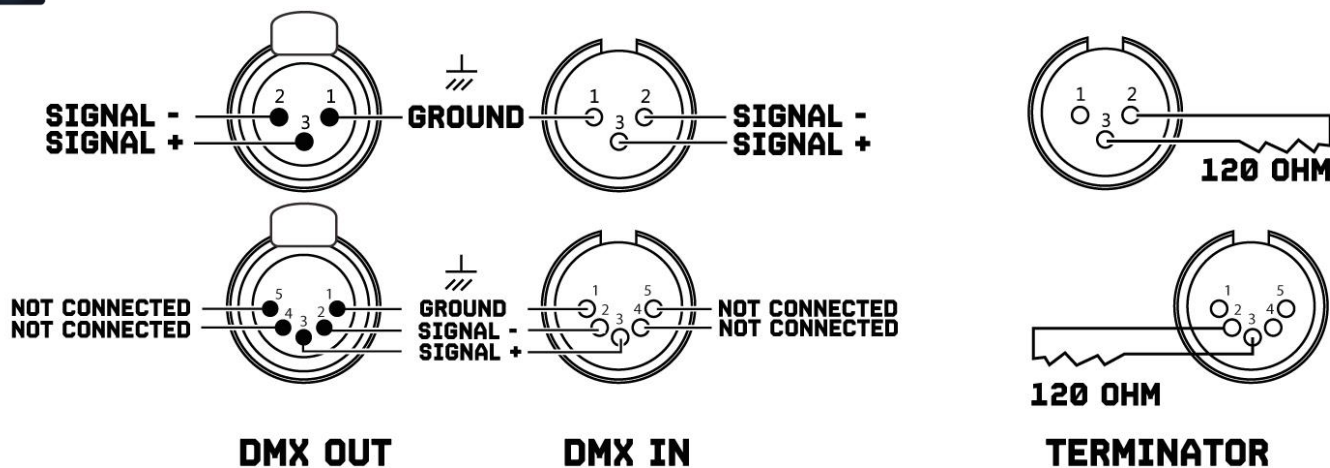 2 1
3
SIGNAL -
SIGNAL +
GROUND
1 2
3
SIGNAL -
SIGNAL +
1 2
3
120 OHM
5 1
4 3 2
NOT CONNECTED
NOT CONNECTED
GROUND
SIGNAL -
SIGNAL +
1 5
2 3 4
NOT CONNECTED
NOT CONNECTED
1 5
2 3 4
120 OHM
DMX OUT
DMX IN
TERMINATOR